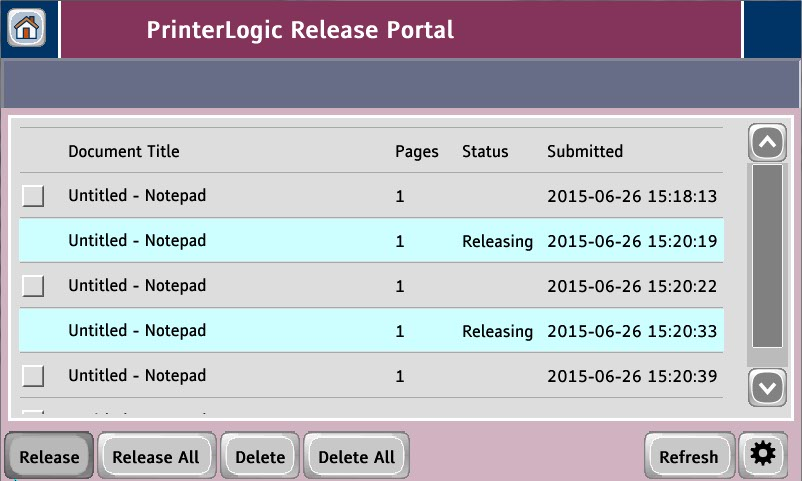 PrinterLogic Release Portal
Document Title Pages Status Submitted
Untitled - Notepad 1 2015-06-26 15:18:13
Untitled - Notepad 1 Releasing 2015-06-26 15:20:19
Untitled - Notepad 1 2015-06-26 15:20:22
Untitled - Notepad 1 Releasing 2015-06-26 15:20:33
Untitled - Notepad 1 2015-06-26 15:20:39
Release Release All Delete Delete All Refresh